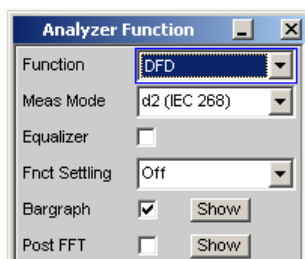 Analyzer Function
Function DFD
Meas Mode d2 (IEC 268)
Equalizer
Fnct Settling Off
Bargraph Show
Post FFT Show